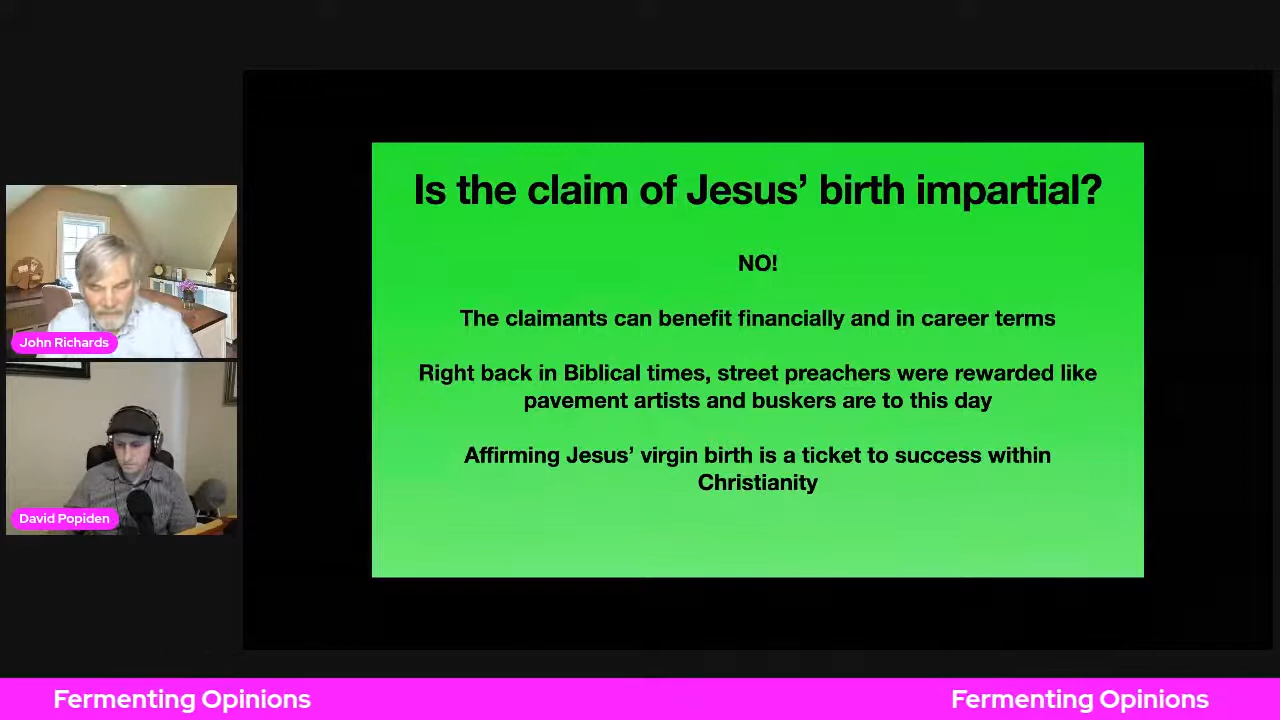 Is the claim of Jesus’ birth impartial?
NO!
The claimants can benefit financially and in career terms
Right back in Biblical times, street preachers were rewarded like
pavement artists and buskers are to this day
Affirming Jesus’ virgin birth is a ticket to success within
Christianity
John Richards
David Popiden
Fermenting Opinions
Fermenting Opinions